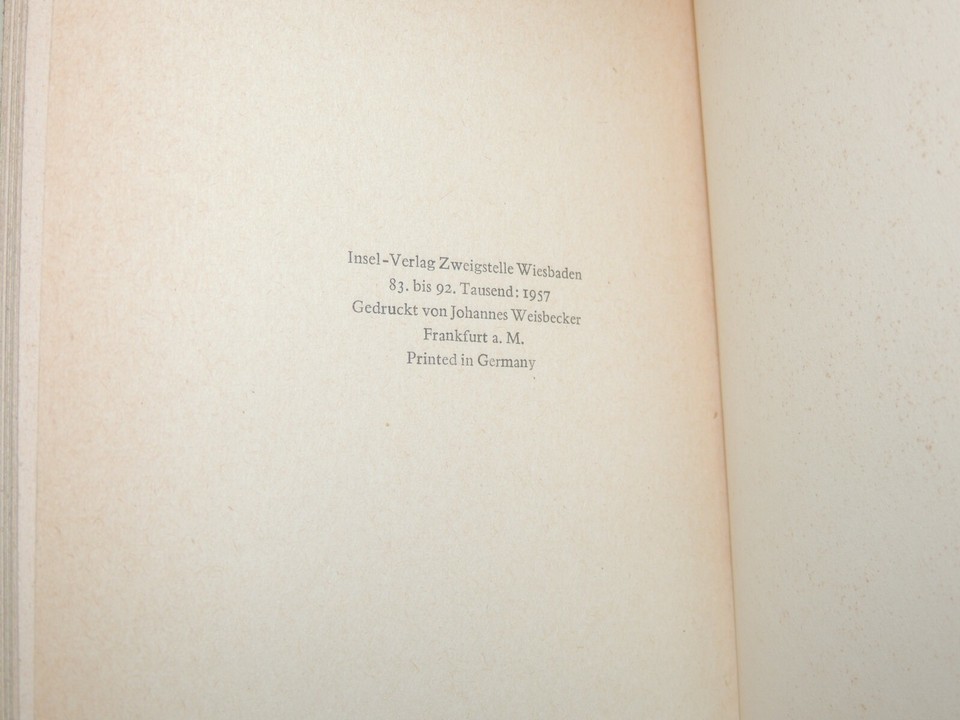 Insel-Verlag Zweigstelle Wiesbaden
83. bis 92. Tausend: 1957
Gedruckt von Johannes Weisbecker
Frankfurt a. M.
Printed in Germany